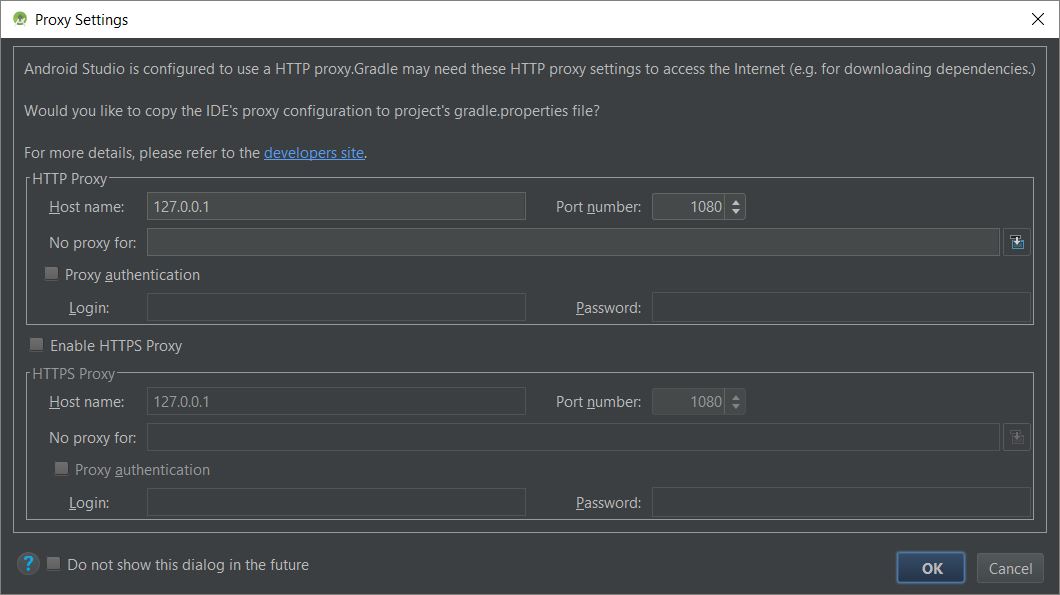 Proxy Settings
Android Studio is configured to use a HTTP proxy.Gradle may need these HTTP proxy settings to access the Internet (e.g. for downloading dependencies.)
Would you like to copy the IDE's proxy configuration to project's gradle.properties file?
For more details, please refer to the developers site.
HTTP Proxy
Host name: 127.0.0.1 Port number: 1080
No proxy for:
Proxy authentication
Login: Password:
Enable HTTPS Proxy
HTTPS Proxy
Host name: 127.0.0.1 Port number: 1080
No proxy for:
Proxy authentication
Login: Password:
? Do not show this dialog in the future OK Cancel